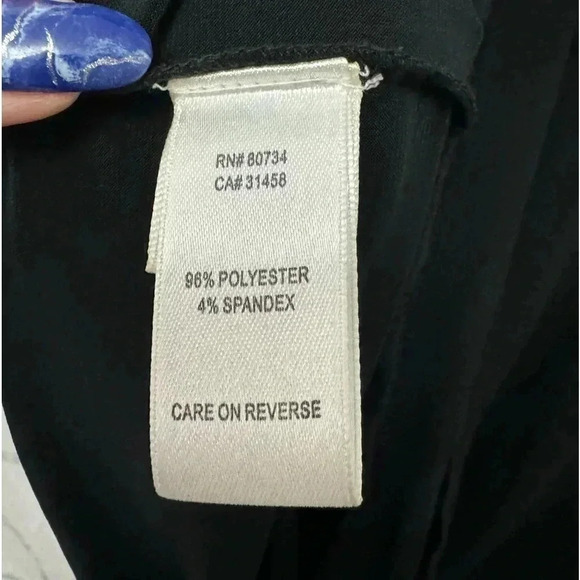 RN# 80734
CA# 31458
96% POLYESTER
4% SPANDEX
CARE ON REVERSE